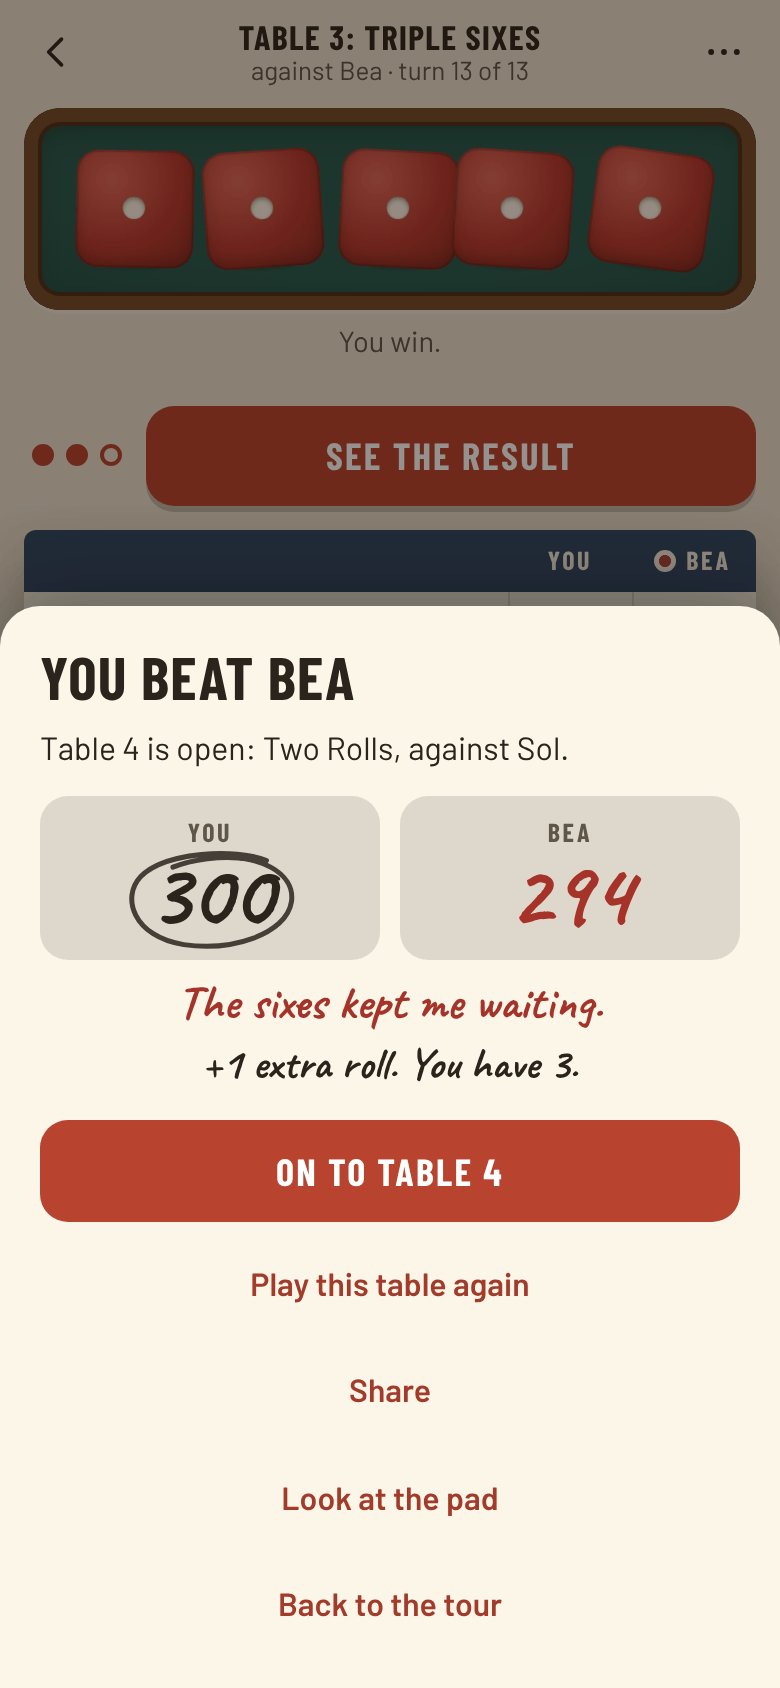 TABLE 3: TRIPLE SIXES
against Bea · turn 13 of 13
You win.
SEE THE RESULT
YOU BEA
YOU BEAT BEA
Table 4 is open: Two Rolls, against Sol.
YOU BEA
300 294
The sixes kept me waiting.
+1 extra roll. You have 3.
ON TO TABLE 4
Play this table again
Share
Look at the pad
Back to the tour